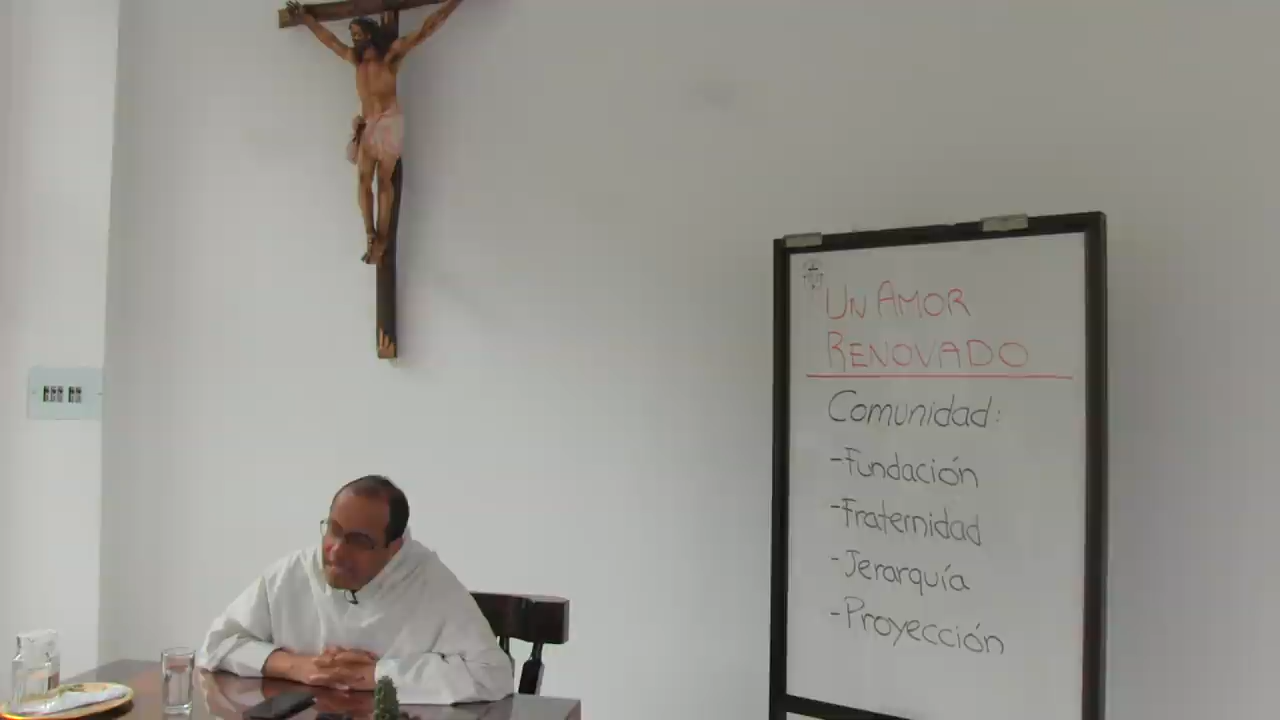 UN AMOR
RENOVADO
Comunidad:
-Fundación
-Fraternidad
-Jerarquía
-Proyección